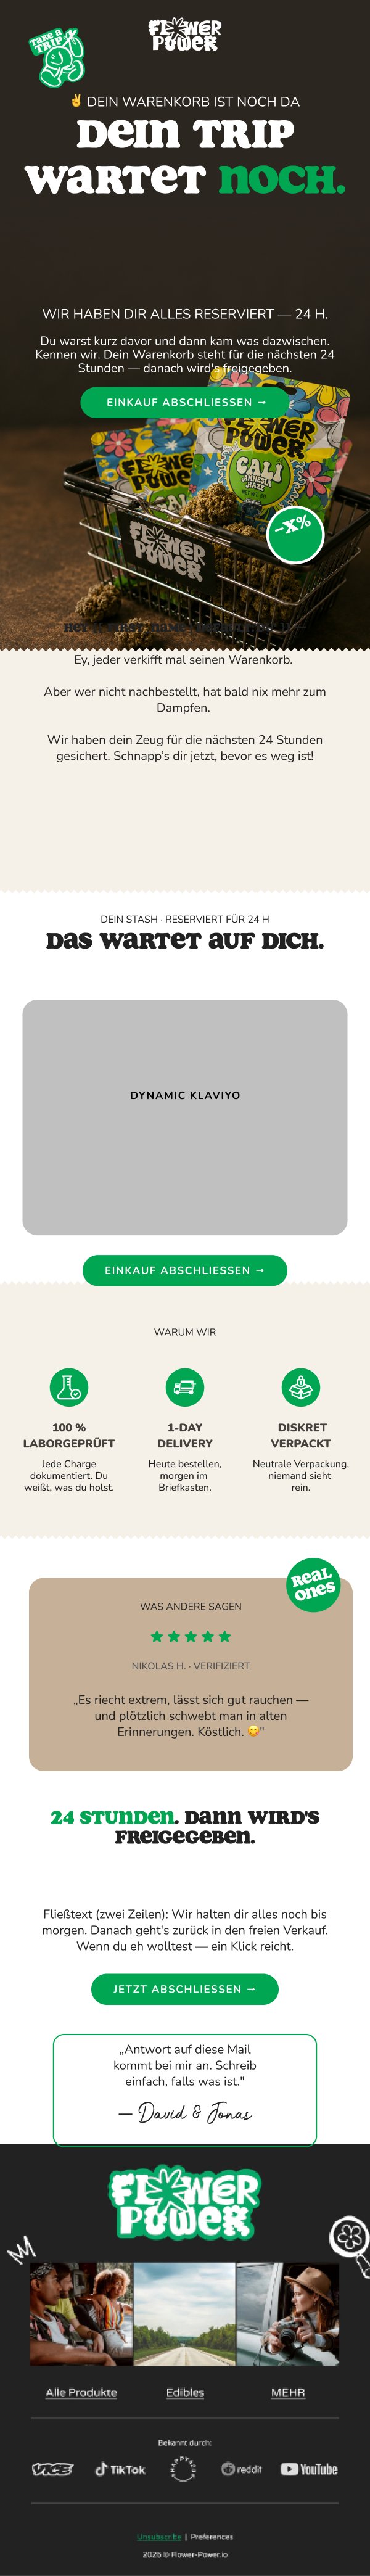 Take a TRIP
FLOWER
POWER
✌️ DEIN WARENKORB IST NOCH DA
Dein TRIP
wartet noch.
WIR HABEN DIR ALLES RESERVIERT — 24 H.
Du warst kurz davor und dann kam was dazwischen.
Kennen wir. Dein Warenkorb steht für die nächsten 24
Stunden — danach wird's freigegeben.
EINKAUF ABSCHLIESSEN →
FLOWER
POWER
FLOWER
POWER
CALI
AMNESIA
HAZE
-X%
FLOWER
POWER
Ey, jeder verkifft mal seinen Warenkorb.
Aber wer nicht nachbestellt, hat bald nix mehr zum
Dampfen.
Wir haben dein Zeug für die nächsten 24 Stunden
gesichert. Schnapp's dir jetzt, bevor es weg ist!
DEIN STASH · RESERVIERT FÜR 24 H
Das wartet auf dich.
DYNAMIC KLAVIYO
EINKAUF ABSCHLIESSEN →
WARUM WIR
100 %
LABORGEPRÜFT
Jede Charge
dokumentiert. Du
weißt, was du holst.
1-DAY
DELIVERY
Heute bestellen,
morgen im
Briefkasten.
DISKRET
VERPACKT
Neutrale Verpackung,
niemand sieht
rein.
Real
ones
WAS ANDERE SAGEN
NIKOLAS H. · VERIFIZIERT
„Es riecht extrem, lässt sich gut rauchen —
und plötzlich schwebt man in alten
Erinnerungen. Köstlich. 😋"
24 Stunden. Dann wird's
freigegeben.
Fließtext (zwei Zeilen): Wir halten dir alles noch bis
morgen. Danach geht's zurück in den freien Verkauf.
Wenn du eh wolltest — ein Klick reicht.
JETZT ABSCHLIESSEN →
„Antwort auf diese Mail
kommt bei mir an. Schreib
einfach, falls was ist."
— David & Jonas
FLOWER
POWER
Alle Produkte Edibles MEHR
Bekannt durch:
VICE TikTok reddit YouTube
Unsubscribe | Preferences
2025 © Flower-Power.io